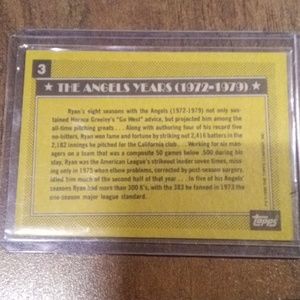 3
★ THE ANGELS YEARS (1972-1979) ★
Ryan's eight seasons with the Angels (1972-1979) not only sus-
tained Horace Greeley's "Go West" advice, but projected him among the
all-time pitching greats . . . Along with authoring four of his record five
no-hitters, Ryan won fame and fortune by striking out 2,416 batters in the
2,182 innings he pitched for the California club . . . Working for six man-
agers on a team that was a composite 50 games below .500 during his
stay, Ryan was the American League's strikeout leader seven times, miss-
ing only in 1975 when elbow problems, corrected by post-season surgery,
idled him much of the second half of that year . . . In five of his Angels'
seasons Ryan had more than 300 K's, with the 383 he fanned in 1973 the
one-season major league standard.
topps